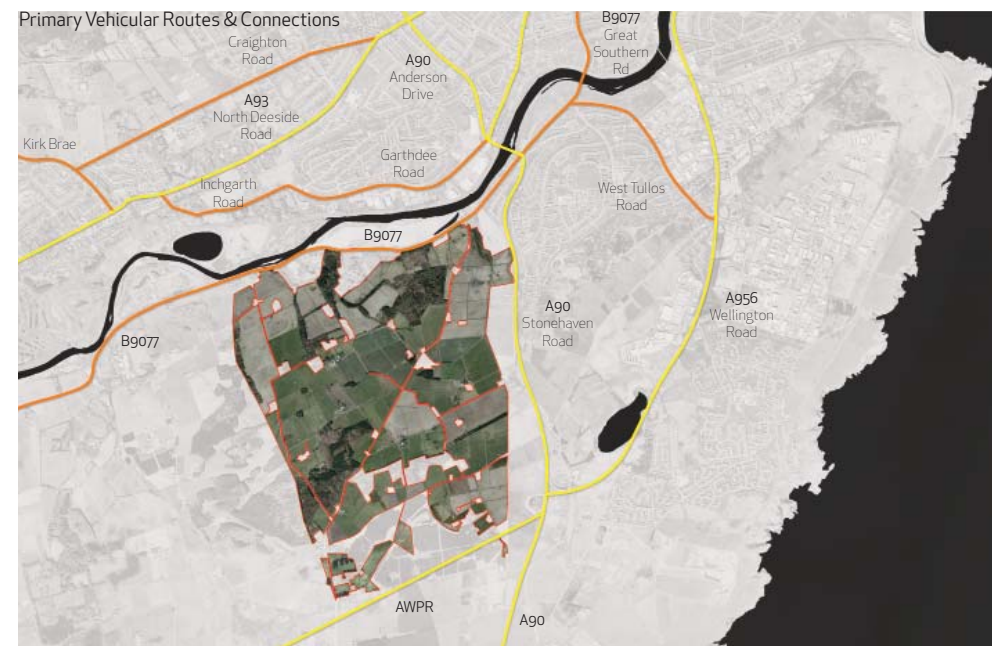 Primary Vehicular Routes & Connections
Craighton
Road
A90
Anderson
Drive
B9077
Great
Southern
Rd
A93
North Deeside
Road
Kirk Brae
Garthdee
Road
Inchgarth
Road
West Tullos
Road
B9077
A90
Stonehaven
Road
A956
Wellington
Road
B9077
AWPR
A90